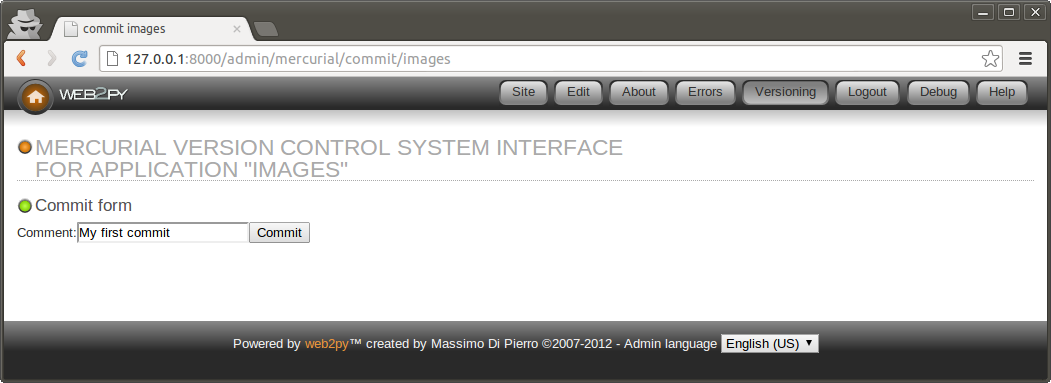 commit images
127.0.0.1:8000/admin/mercurial/commit/images
WEB2PY Site Edit About Errors Versioning Logout Debug Help
MERCURIAL VERSION CONTROL SYSTEM INTERFACE
FOR APPLICATION "IMAGES"
Commit form
Comment: My first commit Commit
Powered by web2py™ created by Massimo Di Pierro ©2007-2012 - Admin language English (US)